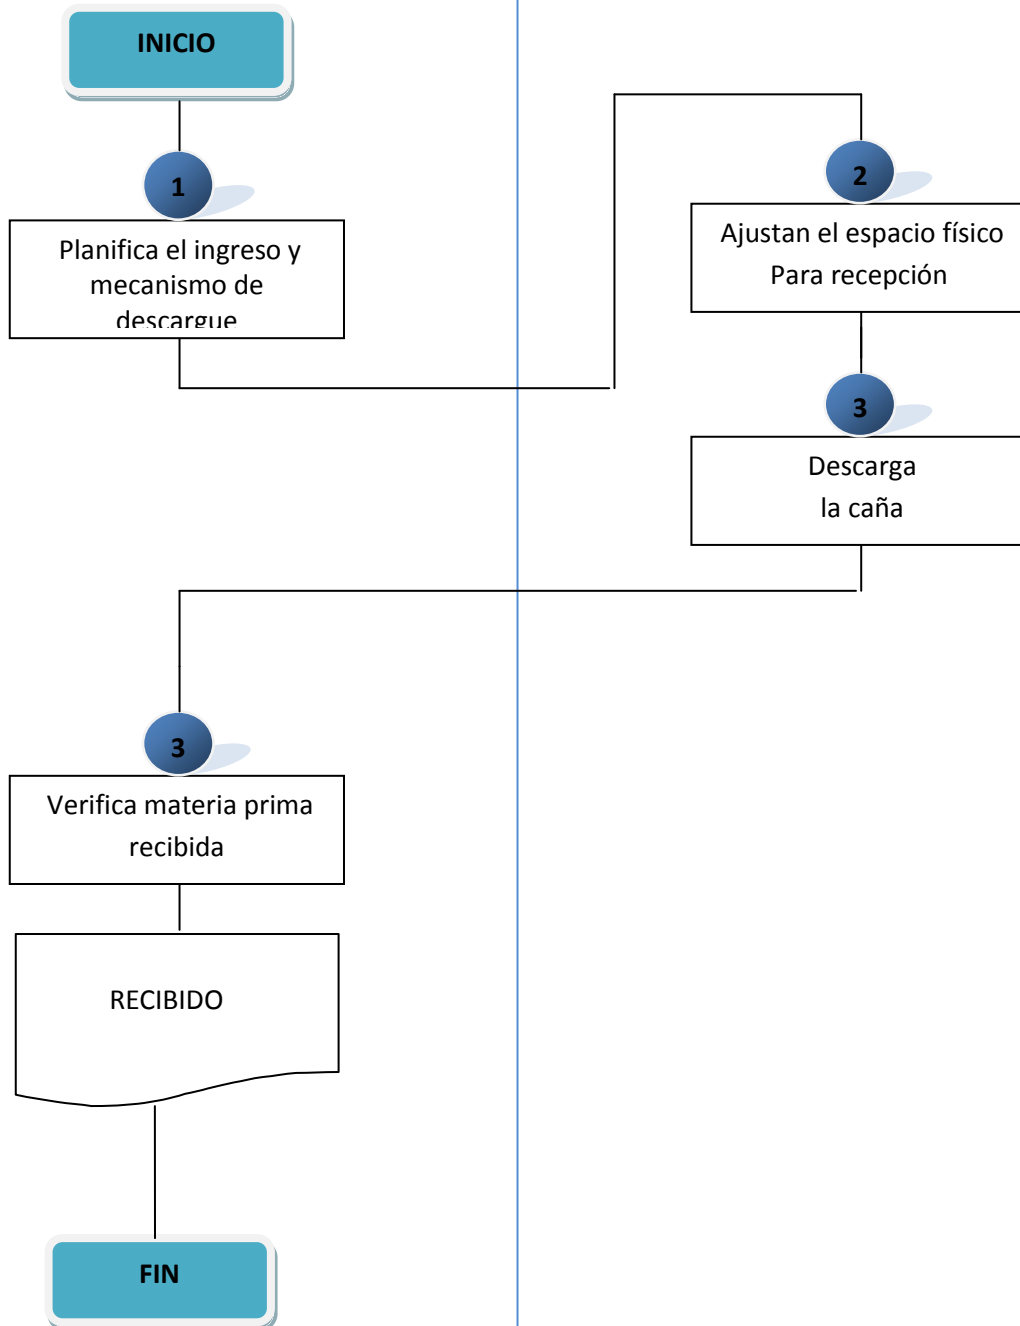 INICIO
1
Planifica el ingreso y
mecanismo de
descargue
2
Ajustan el espacio físico
Para recepción
3
Descarga
la caña
3
Verifica materia prima
recibida
RECIBIDO
FIN